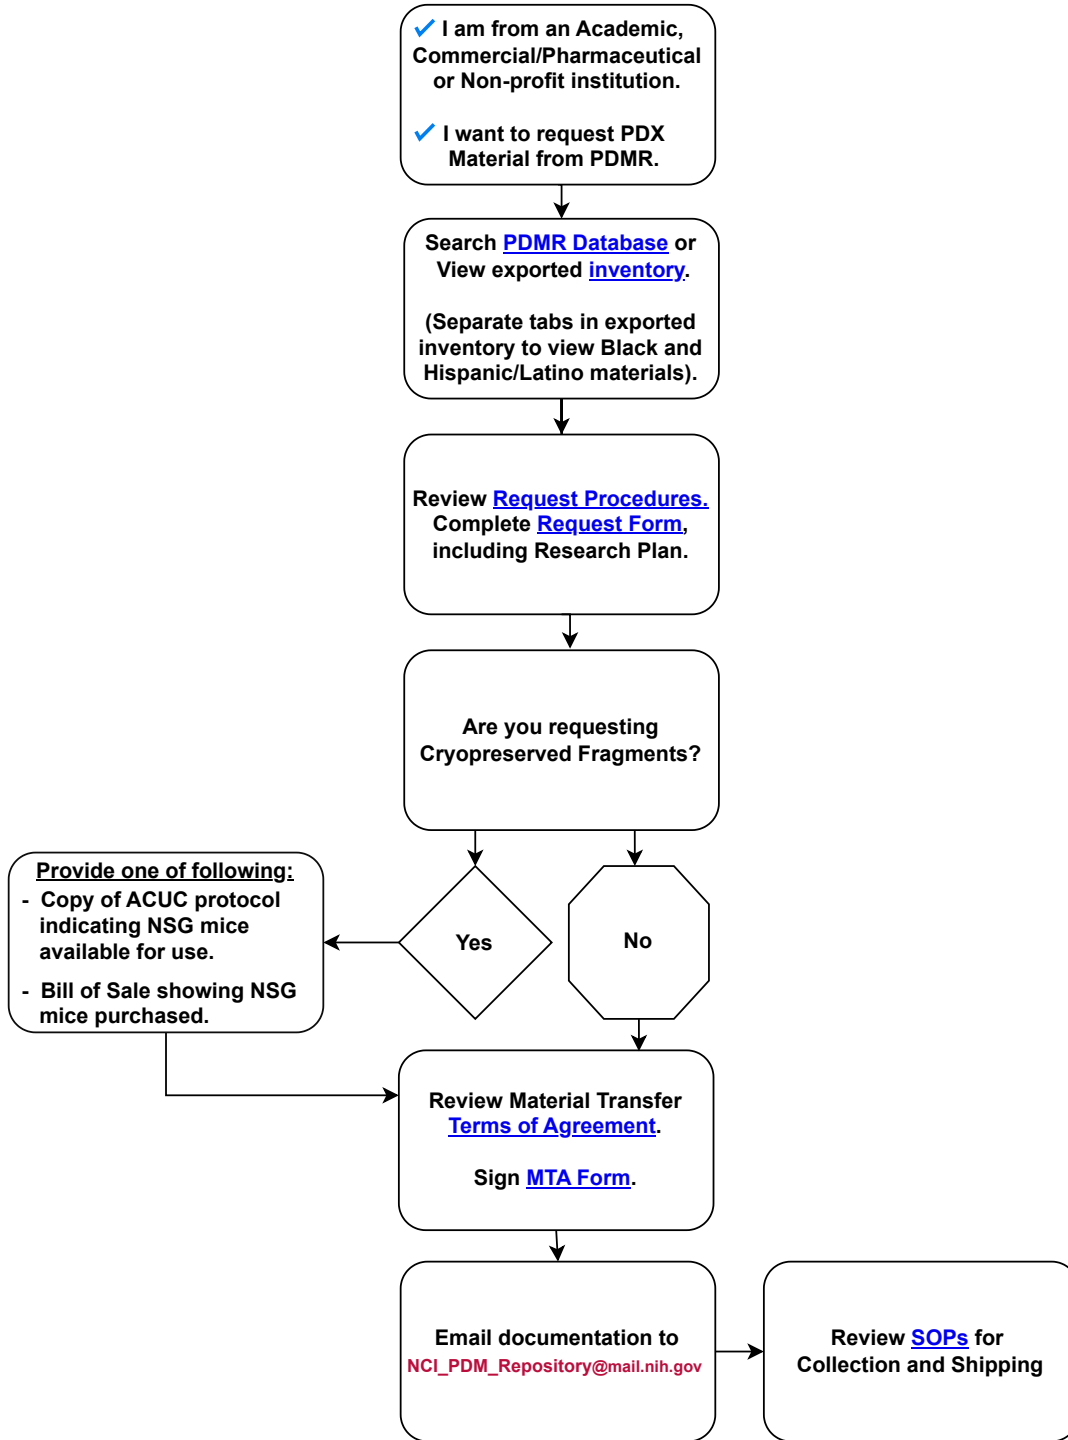 I am from an Academic,
Commercial/Pharmaceutical
or Non-profit institution.
I want to request PDX
Material from PDMR.
Search PDMR Database or
View exported inventory.
(Separate tabs in exported
inventory to view Black and
Hispanic/Latino materials).
Review Request Procedures.
Complete Request Form,
including Research Plan.
Are you requesting
Cryopreserved Fragments?
Yes
No
Provide one of following:
- Copy of ACUC protocol
indicating NSG mice
available for use.
- Bill of Sale showing NSG
mice purchased.
Review Material Transfer
Terms of Agreement.
Sign MTA Form.
Email documentation to
NCI_PDM_Repository@mail.nih.gov
Review SOPs for
Collection and Shipping